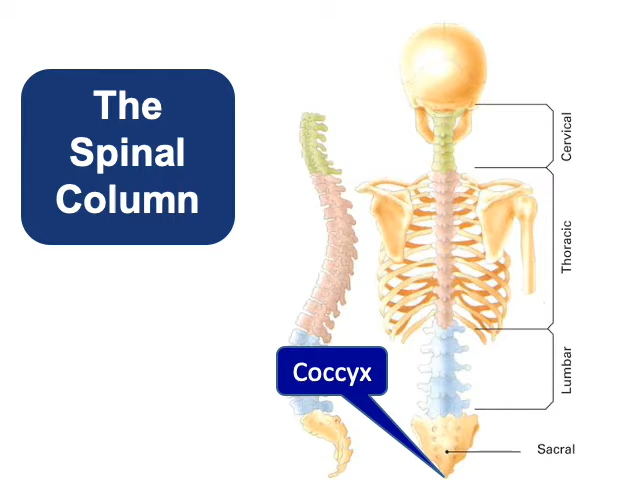 The
Spinal
Column
Cervical
Thoracic
Lumbar
Coccyx
Sacral